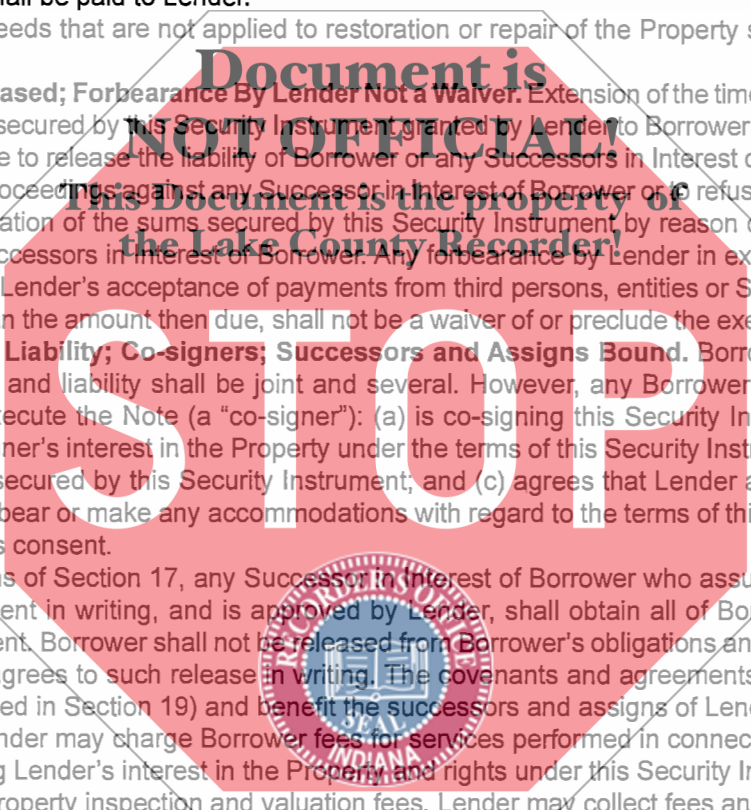 all be paid to Lender.
eeds that are not applied to restoration or repair of the Property s
Document is
ased; Forbearance By Lender Not a Waiver. Extension of the time
NOT OFFICIAL!
secured by this Security Instrument granted by Lender to Borrower
e to release the liability of Borrower or any Successors in Interest o
This Document is the property of
oceedings against any Successor in Interest of Borrower or to refus
ation of the sums secured by this Security Instrument by reason o
the Lake County Recorder!
ccessors in Interest of Borrower. Any forbearance by Lender in ex
Lender's acceptance of payments from third persons, entities or S
n the amount then due, shall not be a waiver of or preclude the exe
STOP
Liability; Co-signers; Successors and Assigns Bound. Borro
and liability shall be joint and several. However, any Borrower
ecute the Note (a “co-signer”): (a) is co-signing this Security In
ner's interest in the Property under the terms of this Security Instr
secured by this Security Instrument; and (c) agrees that Lender a
bear or make any accommodations with regard to the terms of thi
s consent.
s of Section 17, any Successor in Interest of Borrower who assu
RECORDER'S OFFICE
ent in writing, and is approved by Lender, shall obtain all of Bo
ent. Borrower shall not be released from Borrower's obligations an
grees to such release in writing. The covenants and agreements
ed in Section 19) and benefit the successors and assigns of Lend
SEAL
nder may charge Borrower fees for services performed in connec
INDIANA
g Lender's interest in the Property and rights under this Security In
roperty inspection and valuation fees. Lender may collect fees an